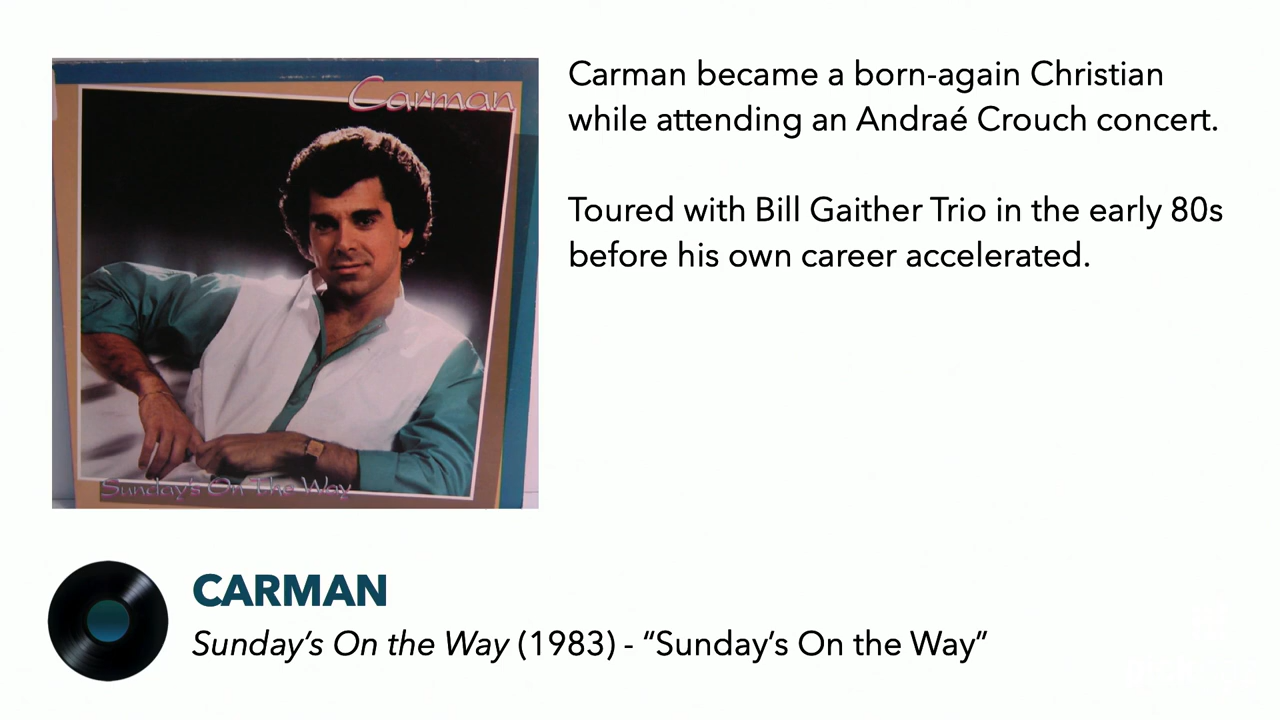 Carman
Sunday's On The Way
Carman became a born-again Christian
while attending an Andraé Crouch concert.
Toured with Bill Gaither Trio in the early 80s
before his own career accelerated.
CARMAN
Sunday's On the Way (1983) - “Sunday's On the Way”